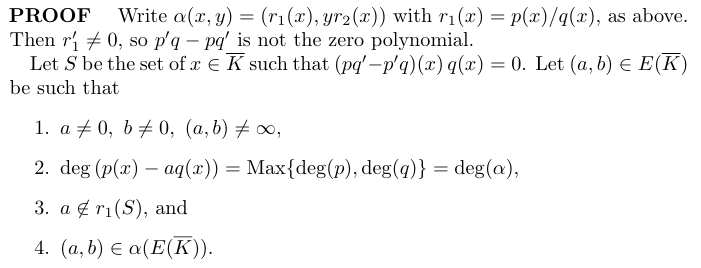 PROOF Write α(x, y) = (r₁(x), yr₂(x)) with r₁(x) = p(x)/q(x), as above.
Then r₁′ ≠ 0, so p′q − pq′ is not the zero polynomial.
Let S be the set of x ∈ K̅ such that (pq′−p′q)(x) q(x) = 0. Let (a, b) ∈ E(K̅)
be such that
1. a ≠ 0, b ≠ 0, (a, b) ≠ ∞,
2. deg (p(x) − aq(x)) = Max{deg(p), deg(q)} = deg(α),
3. a ∉ r₁(S), and
4. (a, b) ∈ α(E(K̅)).